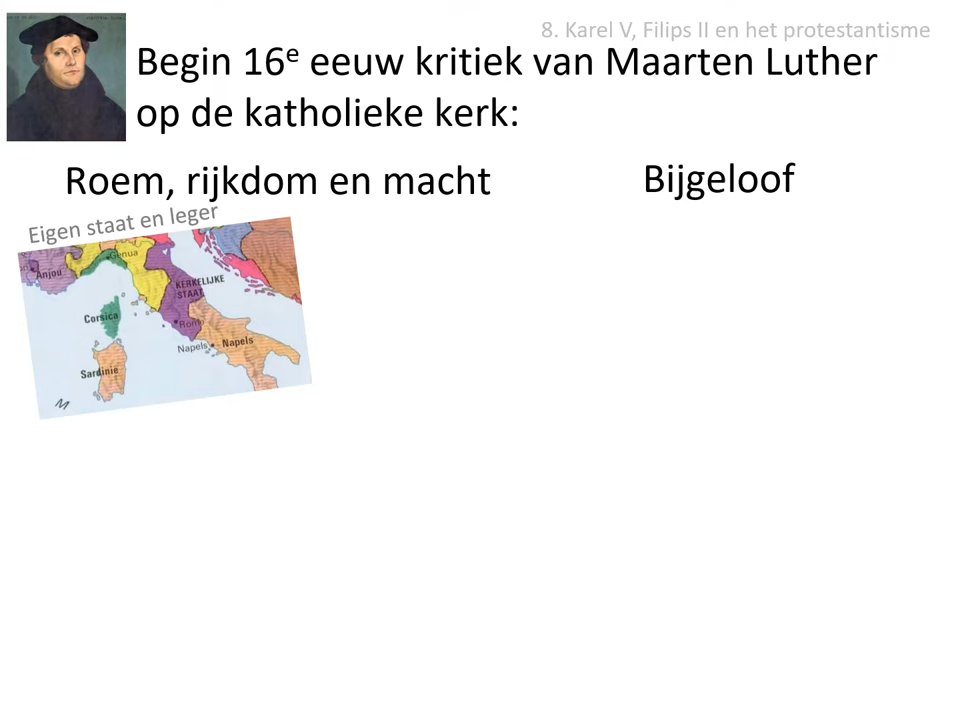 8. Karel V, Filips II en het protestantisme
Begin 16e eeuw kritiek van Maarten Luther
op de katholieke kerk:
Roem, rijkdom en macht
Bijgeloof
Eigen staat en leger
Genua
Anjou
KERKELIJKE
STAAT
Corsica
Rome
Napels
Napels
Sardinie
M